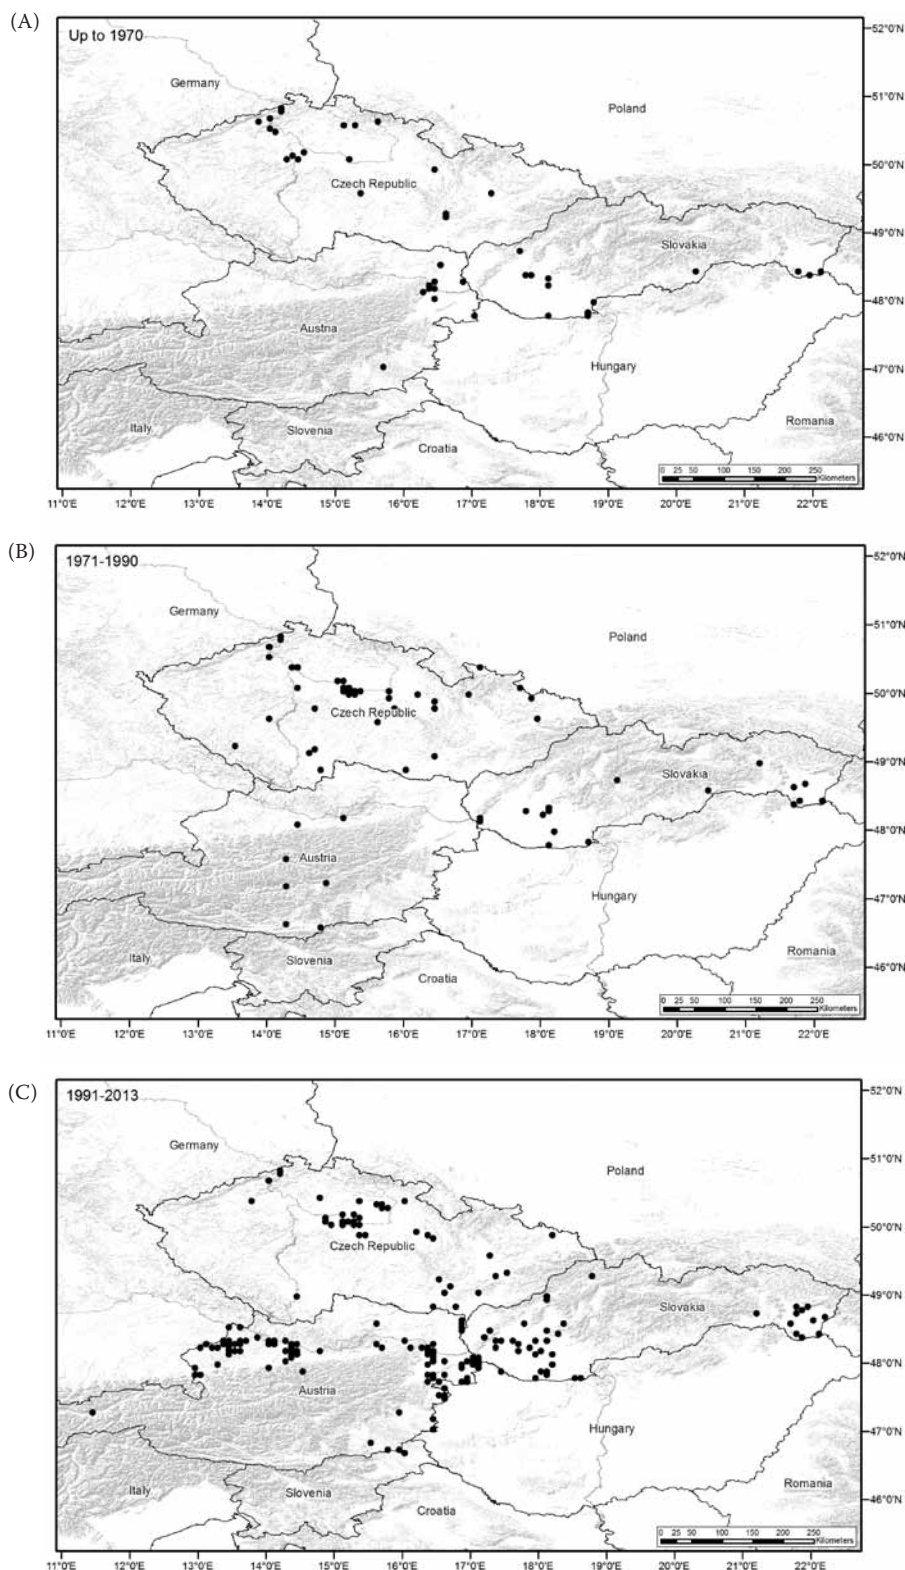 (A)
Up to 1970
Germany
Poland
Czech Republic
Slovakia
Austria
Hungary
Italy
Slovenia
Croatia
Romania
52°0'N
51°0'N
50°0'N
49°0'N
48°0'N
47°0'N
46°0'N
0 25 50 100 150 200 250
Kilometers
11°0'E 12°0'E 13°0'E 14°0'E 15°0'E 16°0'E 17°0'E 18°0'E 19°0'E 20°0'E 21°0'E 22°0'E
(B)
1971-1990
Germany
Poland
Czech Republic
Slovakia
Austria
Hungary
Italy
Slovenia
Croatia
Romania
52°0'N
51°0'N
50°0'N
49°0'N
48°0'N
47°0'N
46°0'N
0 25 50 100 150 200 250
Kilometers
11°0'E 12°0'E 13°0'E 14°0'E 15°0'E 16°0'E 17°0'E 18°0'E 19°0'E 20°0'E 21°0'E 22°0'E
(C)
1991-2013
Germany
Poland
Czech Republic
Slovakia
Austria
Hungary
Italy
Slovenia
Croatia
Romania
52°0'N
51°0'N
50°0'N
49°0'N
48°0'N
47°0'N
46°0'N
0 25 50 100 150 200 250
Kilometers
11°0'E 12°0'E 13°0'E 14°0'E 15°0'E 16°0'E 17°0'E 18°0'E 19°0'E 20°0'E 21°0'E 22°0'E